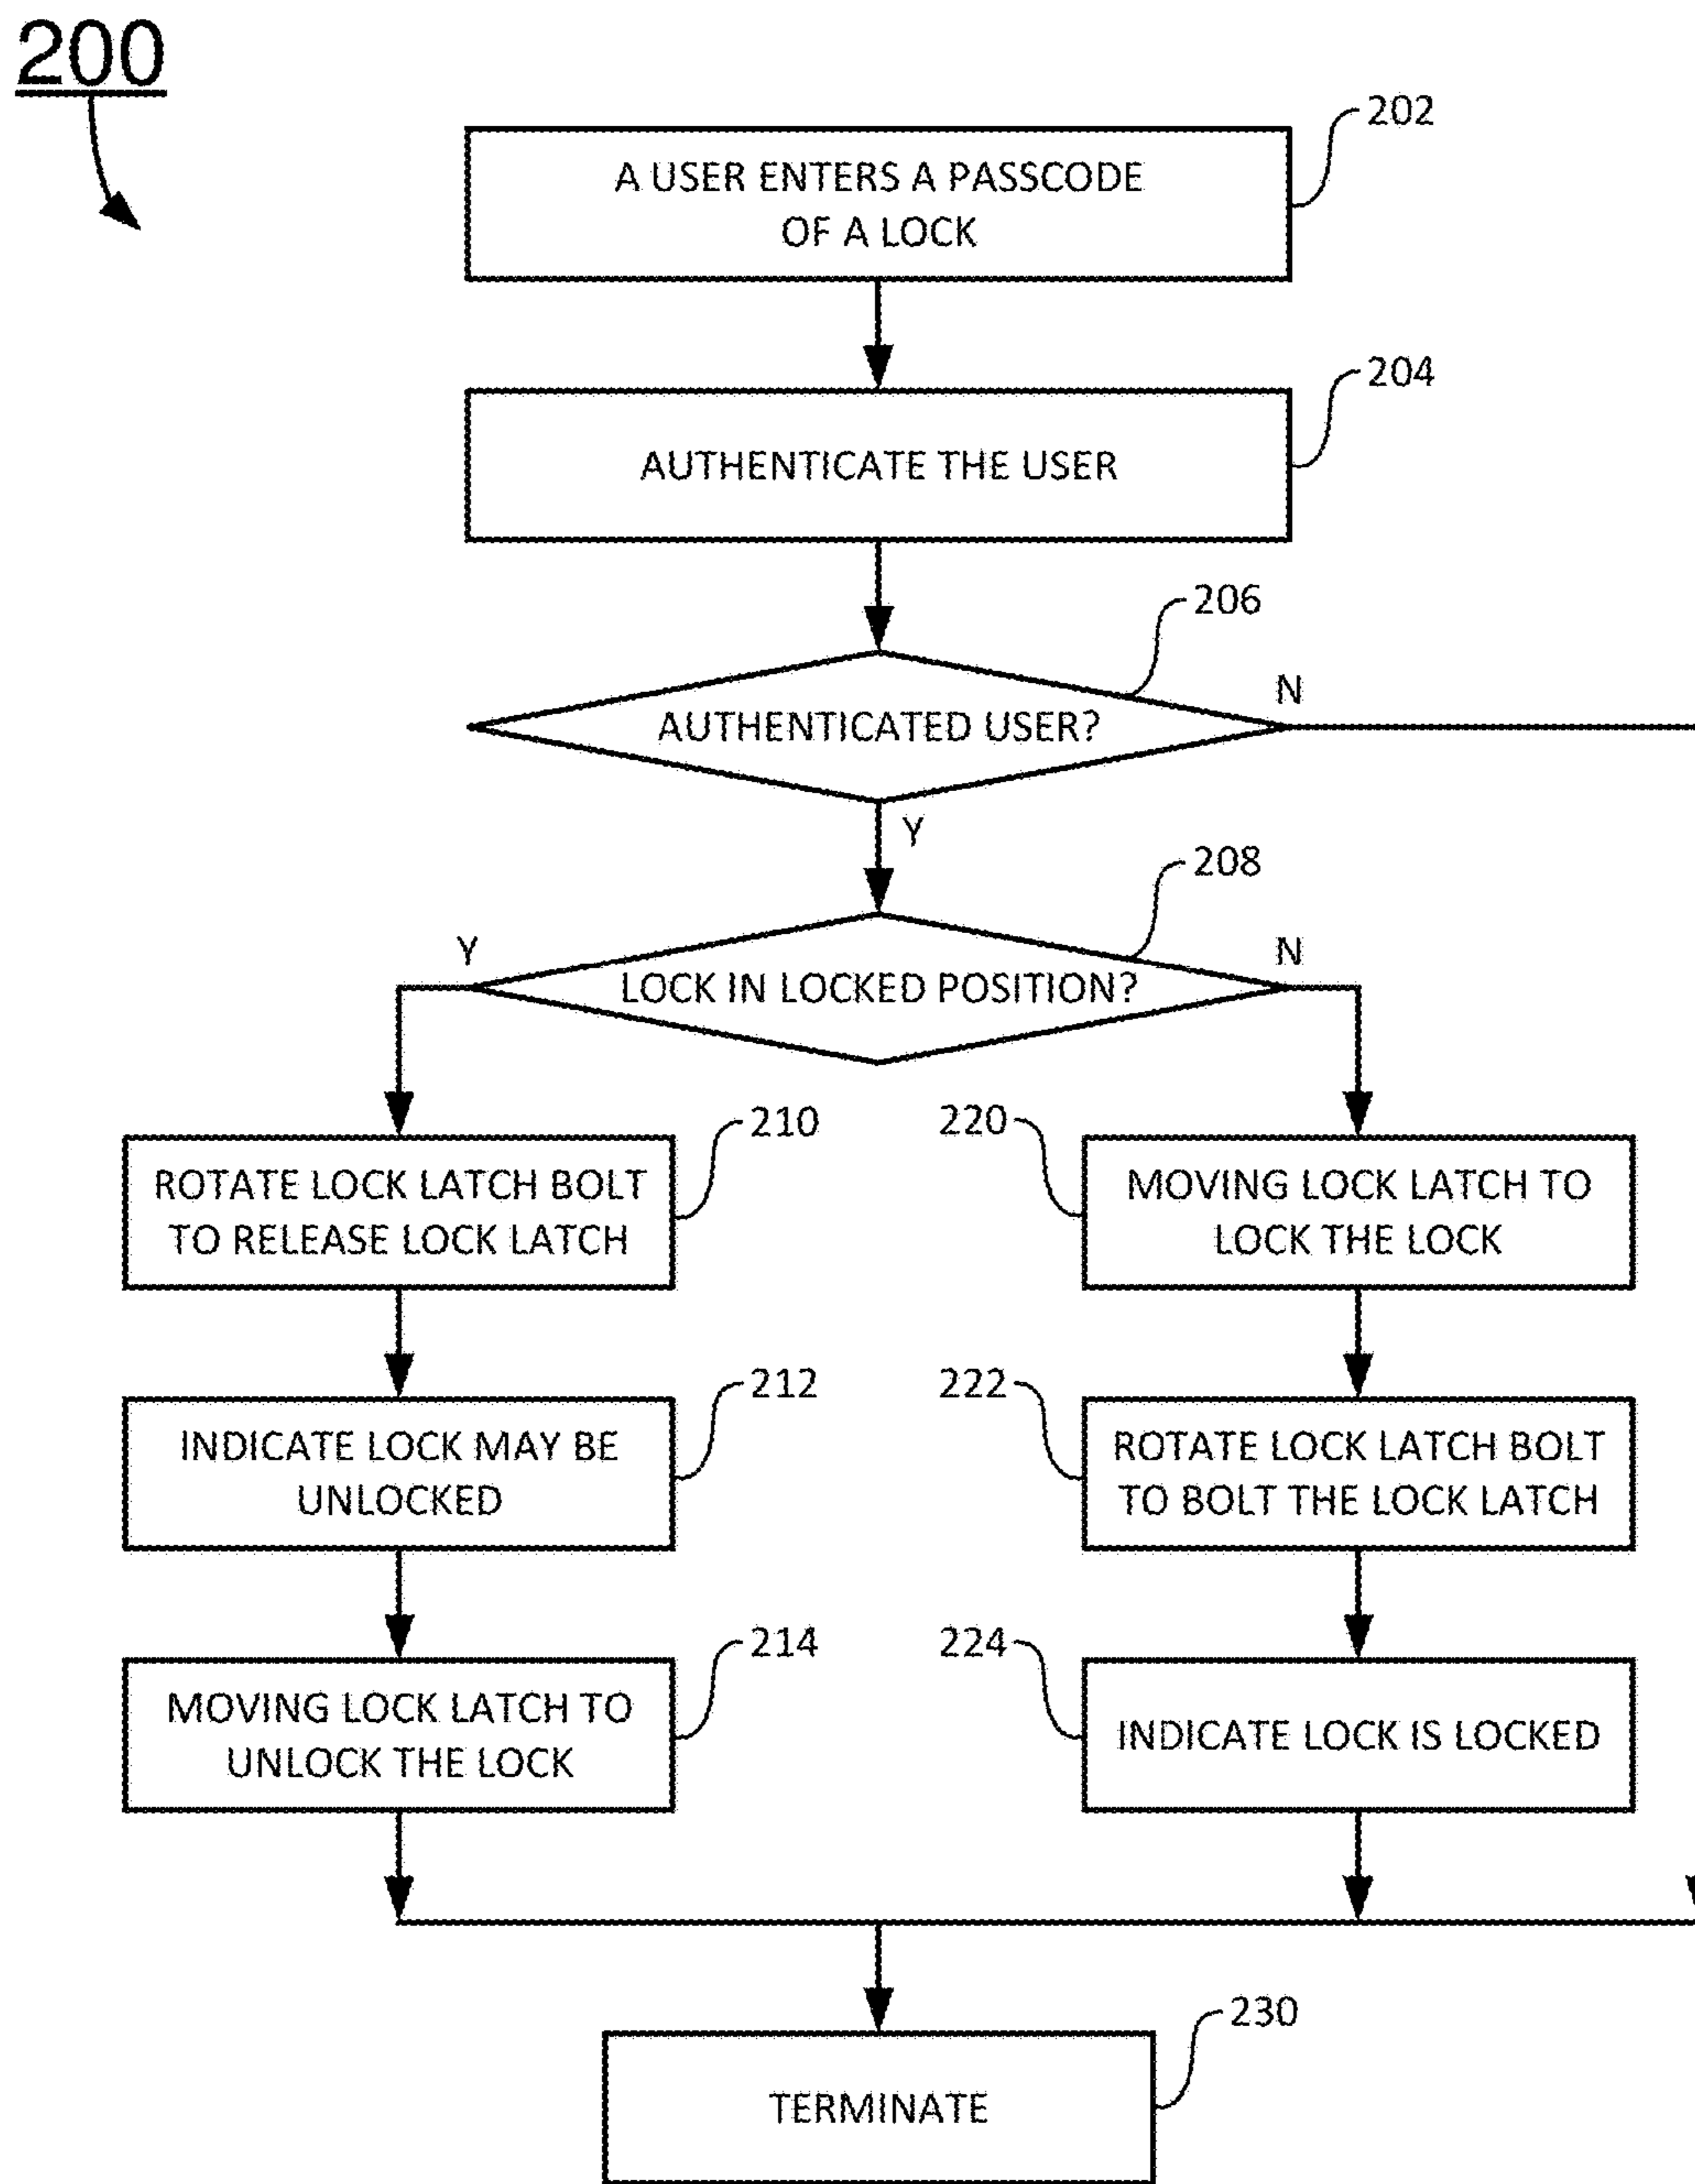 200
202
A USER ENTERS A PASSCODE
OF A LOCK
204
AUTHENTICATE THE USER
206
AUTHENTICATED USER?
N
Y
208
Y
LOCK IN LOCKED POSITION?
N
210
ROTATE LOCK LATCH BOLT
TO RELEASE LOCK LATCH
220
MOVING LOCK LATCH TO
LOCK THE LOCK
212
INDICATE LOCK MAY BE
UNLOCKED
222
ROTATE LOCK LATCH BOLT
TO BOLT THE LOCK LATCH
214
MOVING LOCK LATCH TO
UNLOCK THE LOCK
224
INDICATE LOCK IS LOCKED
230
TERMINATE